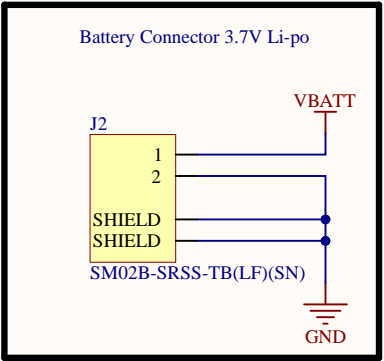 Battery Connector 3.7V Li-po
VBATT
J2
1
2
SHIELD
SHIELD
SM02B-SRSS-TB(LF)(SN)
GND